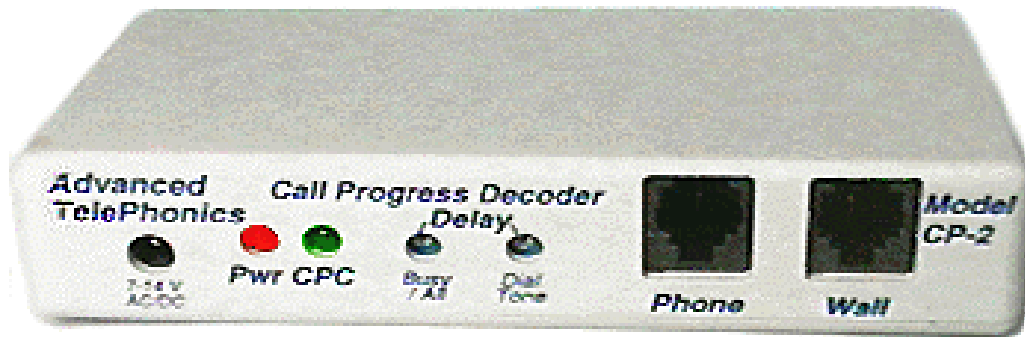 Advanced
TelePhonics
Call Progress Decoder
Delay
7-14 V
AC/DC
Pwr CPC
Busy
/ All
Dial
Tone
Phone
Wall
Model
CP-2